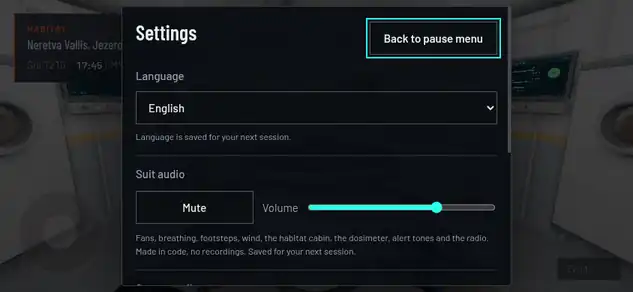 HABITAT
Settings
Back to pause menu
Neretva Vallis, Jezero
17:45
Language
English
Language is saved for your next session.
Suit audio
Mute
Volume
Fans, breathing, footsteps, wind, the habitat cabin, the dosimeter, alert tones and the radio.
Made in code, no recordings. Saved for your next session.